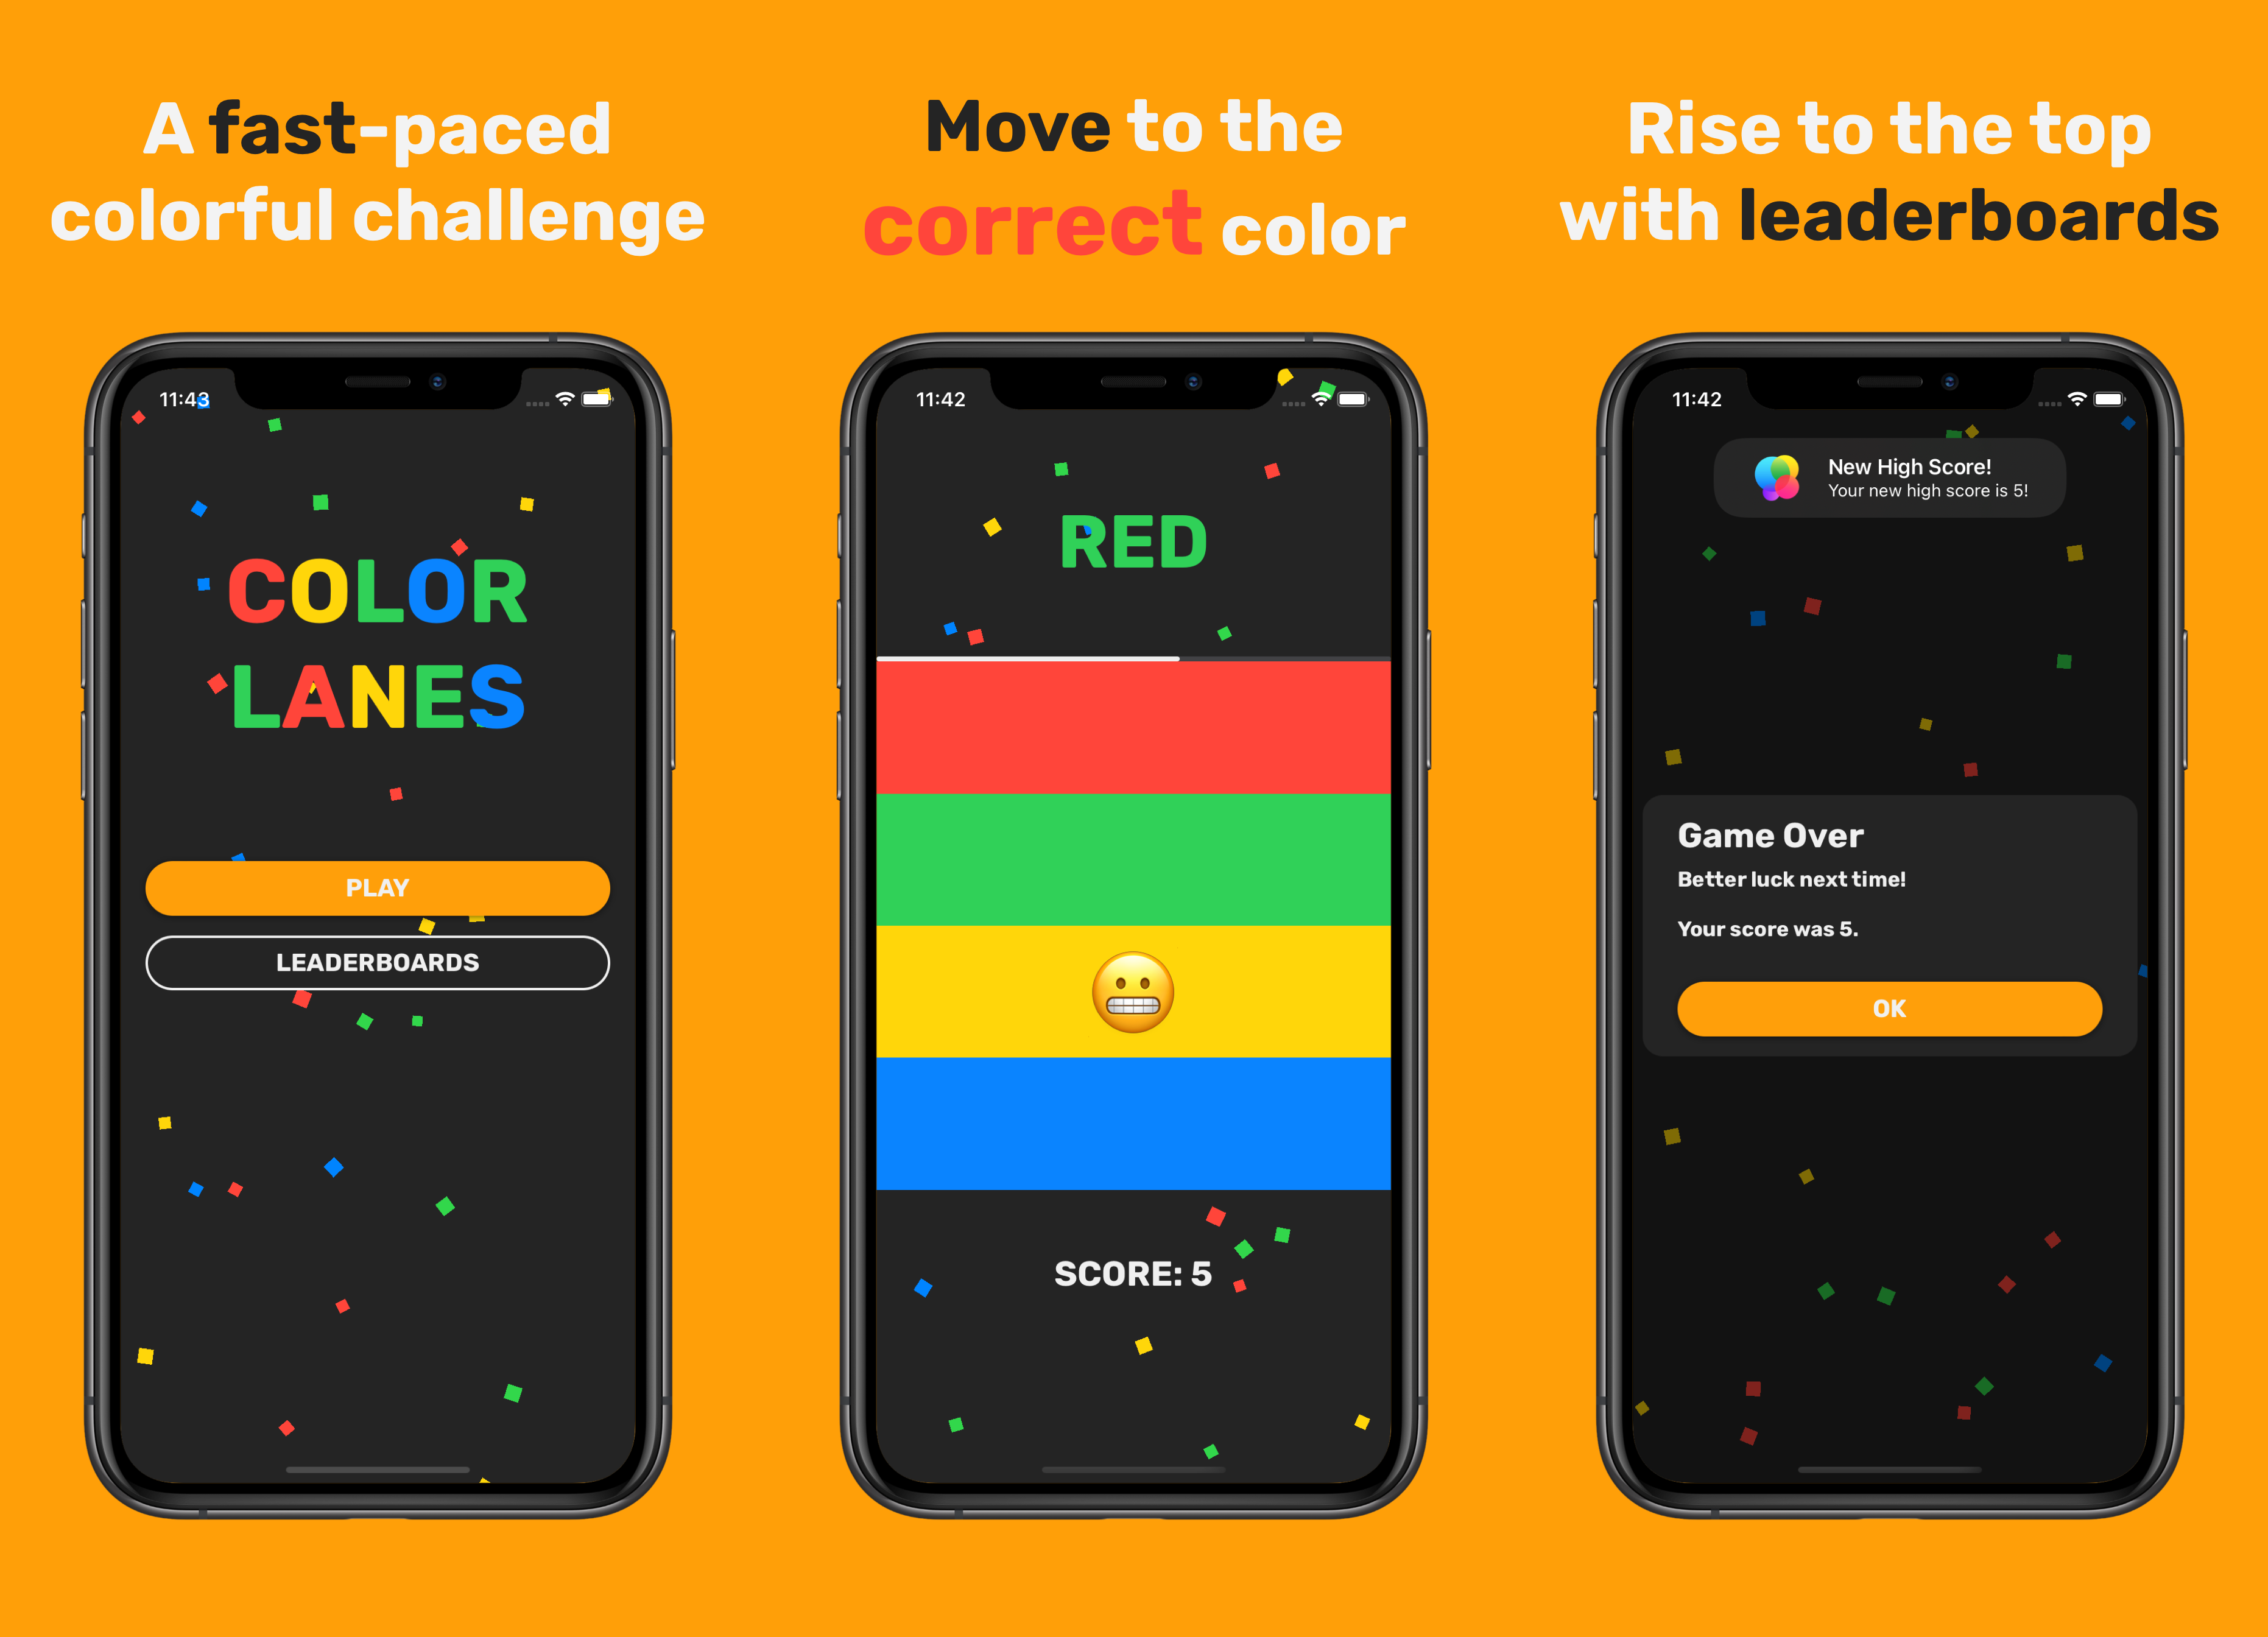 A fast-paced
colorful challenge
11:43
COLOR
LANES
PLAY
LEADERBOARDS
Move to the
correct color
11:42
RED
SCORE: 5
Rise to the top
with leaderboards
11:42
New High Score!
Your new high score is 5!
Game Over
Better luck next time!
Your score was 5.
OK